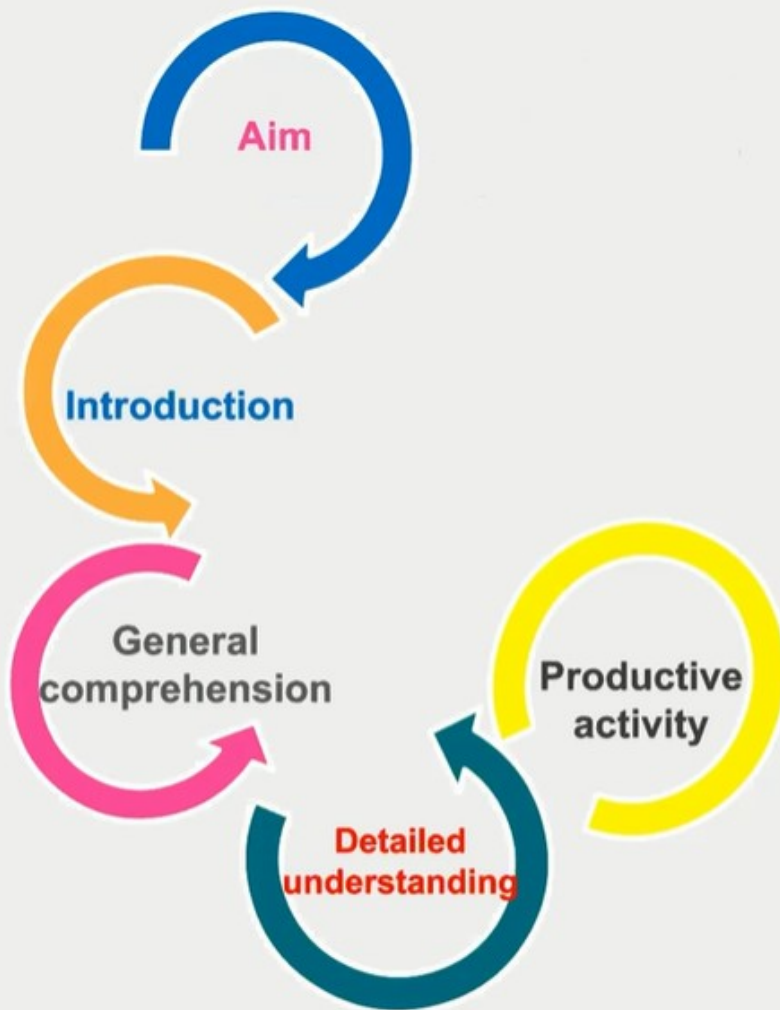 Aim
Introduction
General
comprehension
Detailed
understanding
Productive
activity